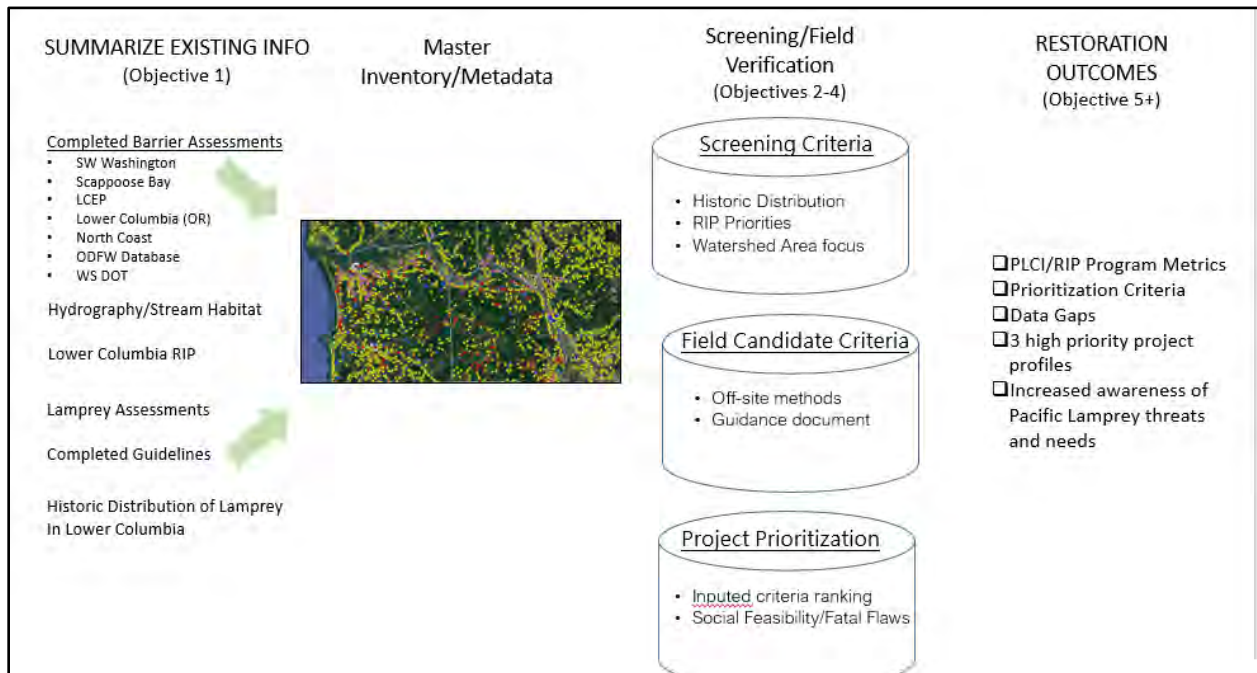 SUMMARIZE EXISTING INFO
(Objective 1)
Completed Barrier Assessments
• SW Washington
• Scappoose Bay
• LCEP
• Lower Columbia (OR)
• North Coast
• ODFW Database
• WS DOT
Hydrography/Stream Habitat
Lower Columbia RIP
Lamprey Assessments
Completed Guidelines
Historic Distribution of Lamprey
In Lower Columbia
Master
Inventory/Metadata
Screening/Field
Verification
(Objectives 2-4)
Screening Criteria
• Historic Distribution
• RIP Priorities
• Watershed Area focus
Field Candidate Criteria
• Off-site methods
• Guidance document
Project Prioritization
• Inputed criteria ranking
• Social Feasibility/Fatal Flaws
RESTORATION
OUTCOMES
(Objective 5+)
❑PLCI/RIP Program Metrics
❑Prioritization Criteria
❑Data Gaps
❑3 high priority project
profiles
❑Increased awareness of
Pacific Lamprey threats
and needs